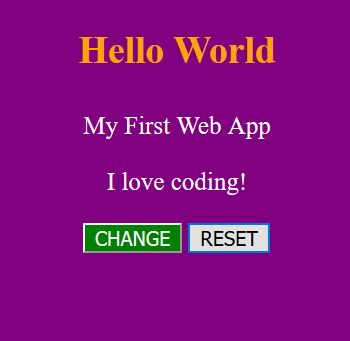 Hello World
My First Web App
I love coding!
CHANGE RESET